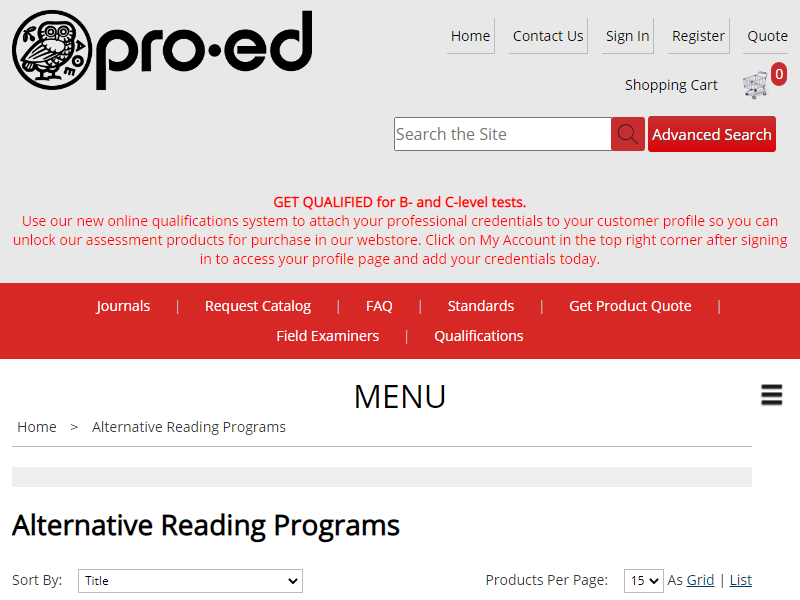 pro·ed
Home
Contact Us
Sign In
Register
Quote
Shopping Cart
0
Search the Site
Advanced Search
GET QUALIFIED for B- and C-level tests.
Use our new online qualifications system to attach your professional credentials to your customer profile so you can
unlock our assessment products for purchase in our webstore. Click on My Account in the top right corner after signing
in to access your profile page and add your credentials today.
Journals | Request Catalog | FAQ | Standards | Get Product Quote |
Field Examiners | Qualifications
MENU
Home > Alternative Reading Programs
Alternative Reading Programs
Sort By: Title
Products Per Page: 15 As Grid | List